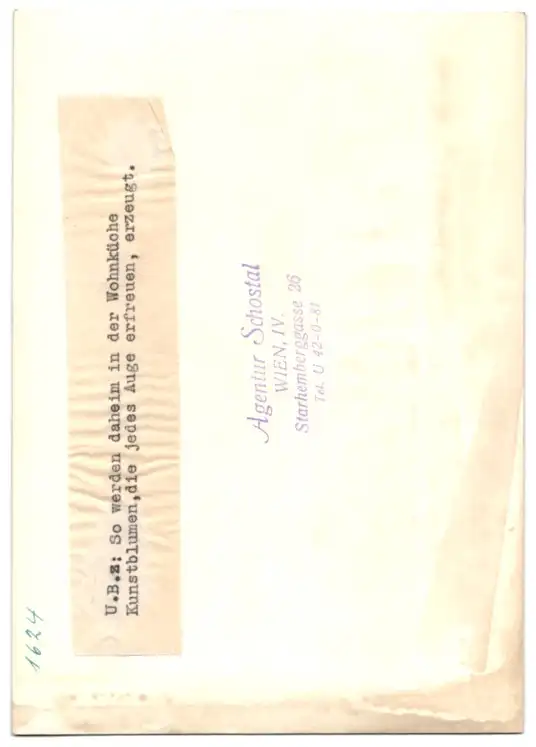 U.B.z: So werden daheim in der Wohnküche
Kunstblumen,die jedes Auge erfreuen, erzeugt.
Agentur Schostal
WIEN, IV.
Starhemberggasse 26
Tel. U 42-0-81
1624